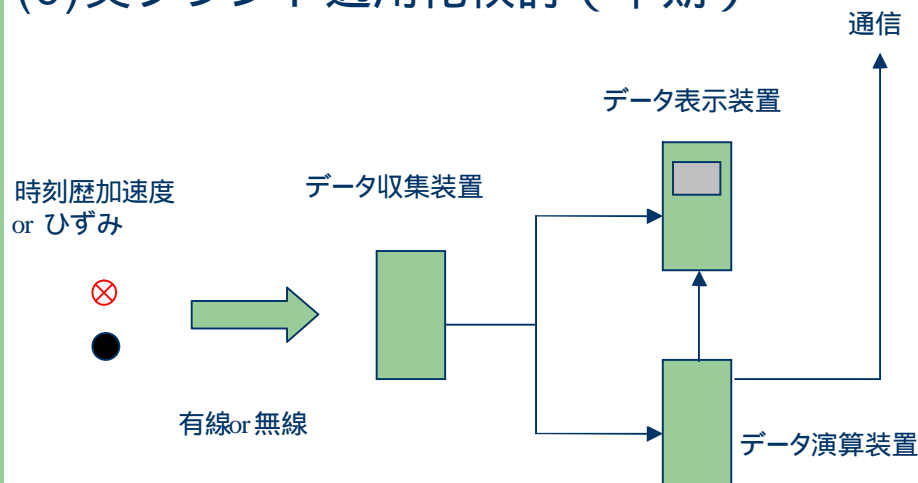 通信
データ表示装置
時刻歴加速度
or ひずみ
データ収集装置
有線or無線
データ演算装置